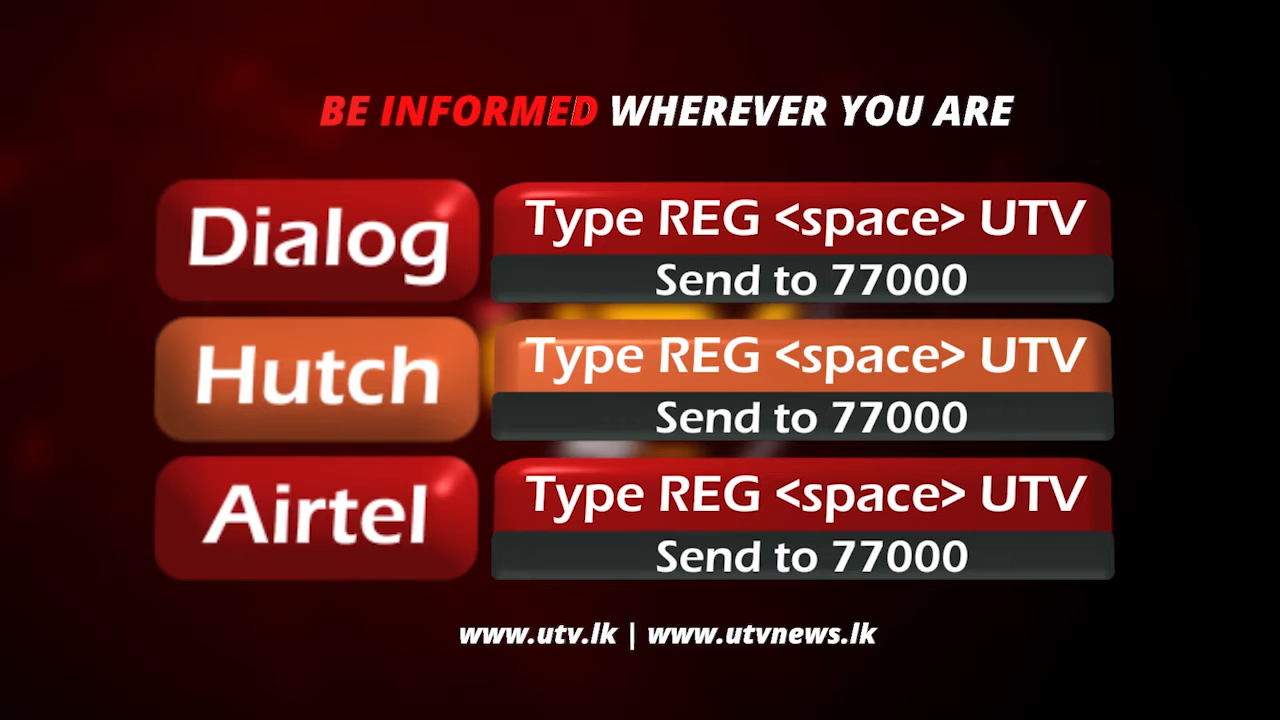 BE INFORMED WHEREVER YOU ARE
Dialog
Type REG <space> UTV
Send to 77000
Hutch
Type REG <space> UTV
Send to 77000
Airtel
Type REG <space> UTV
Send to 77000
www.utv.lk | www.utvnews.lk